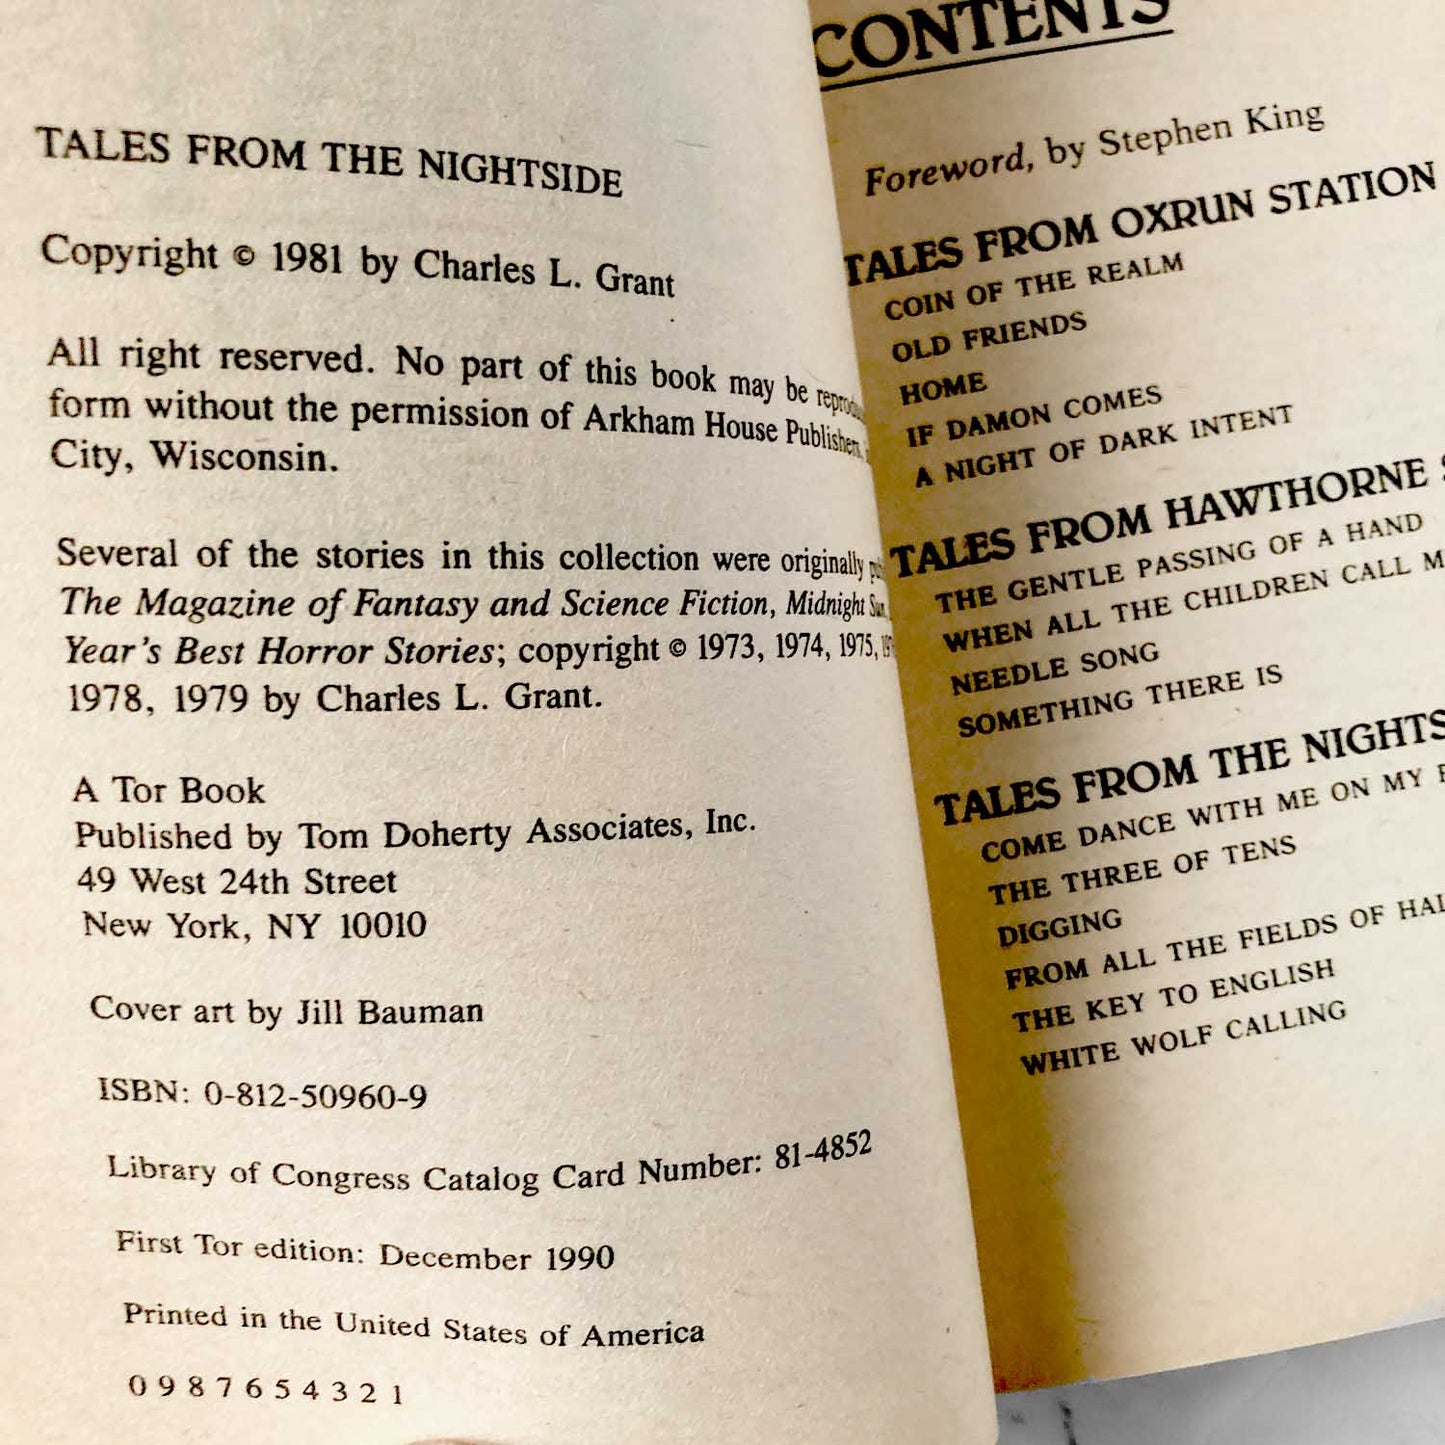 TALES FROM THE NIGHTSIDE
Copyright © 1981 by Charles L. Grant
All right reserved. No part of this book may be
form without the permission of Arkham House Publishers,
City, Wisconsin.
Several of the stories in this collection were originally
The Magazine of Fantasy and Science Fiction, Midnight
Year's Best Horror Stories; copyright © 1973, 1974, 1975,
1978, 1979 by Charles L. Grant.
A Tor Book
Published by Tom Doherty Associates, Inc.
49 West 24th Street
New York, NY 10010
Cover art by Jill Bauman
ISBN: 0-812-50960-9
Library of Congress Catalog Card Number: 81-4852
First Tor edition: December 1990
Printed in the United States of America
0 9 8 7 6 5 4 3 2 1
CONTENTS
Foreword, by Stephen King
TALES FROM OXRUN STATION
COIN OF THE REALM
OLD FRIENDS
HOME
IF DAMON COMES
A NIGHT OF DARK INTENT
TALES FROM HAWTHORNE
THE GENTLE PASSING OF A HAND
WHEN ALL THE CHILDREN CALL
NEEDLE SONG
SOMETHING THERE IS
TALES FROM THE
COME DANCE WITH ME ON MY
THE THREE OF TENS
DIGGING
FROM ALL THE FIELDS OF
THE KEY TO ENGLISH
WHITE WOLF CALLING